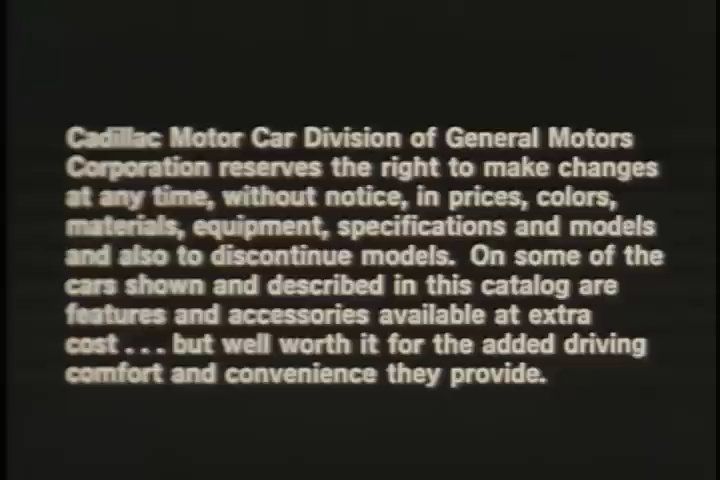 Cadillac Motor Car Division of General Motors
Corporation reserves the right to make changes
at any time, without notice, in prices, colors,
materials, equipment, specifications and models
and also to discontinue models. On some of the
cars shown and described in this catalog are
features and accessories available at extra
cost . . . but well worth it for the added driving
comfort and convenience they provide.